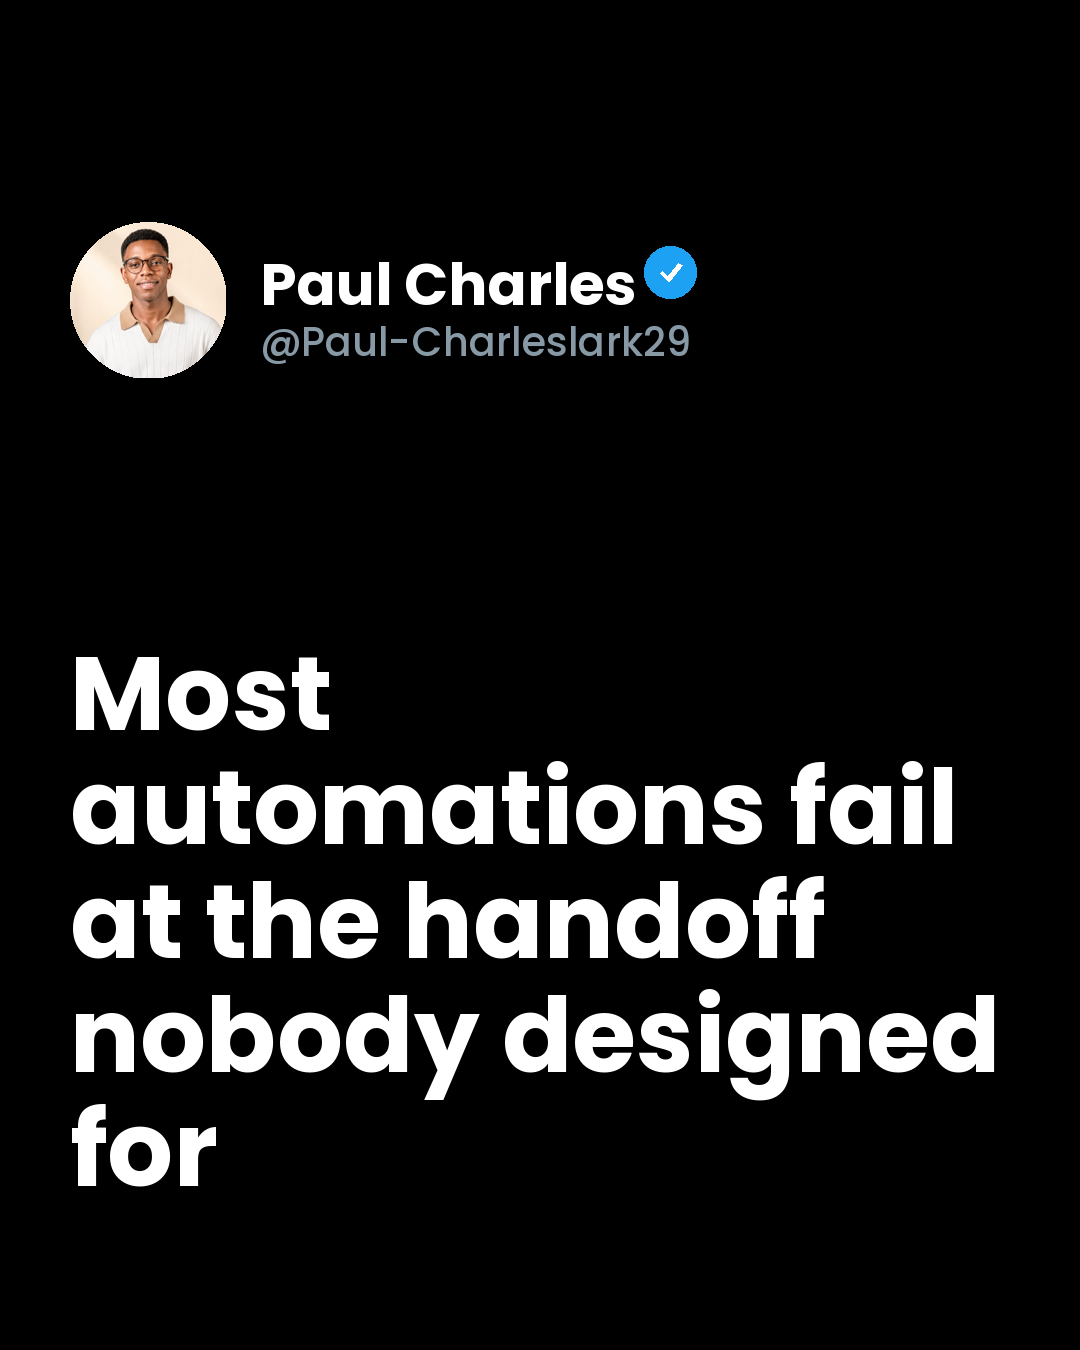 Paul Charles
@Paul-Charleslark29
Most
automations fail
at the handoff
nobody designed
for